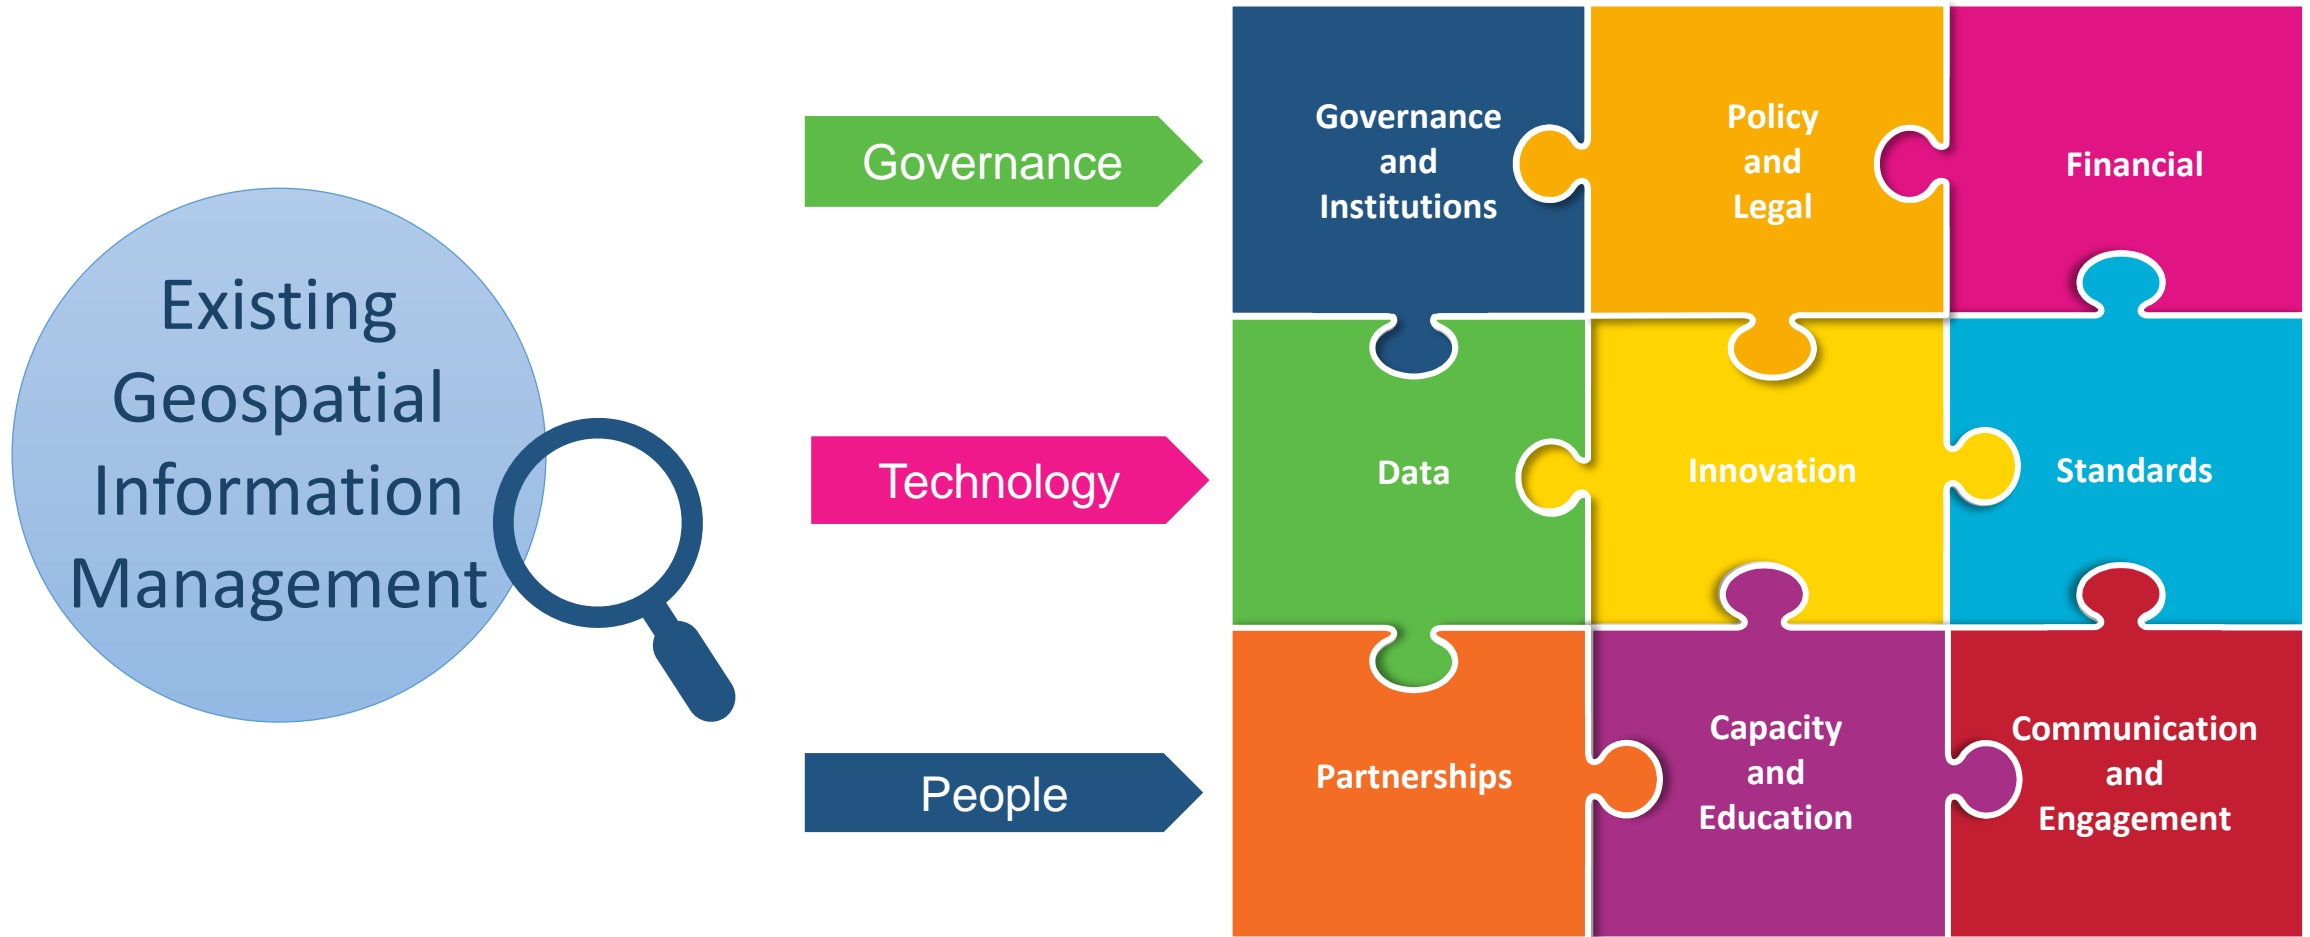 Existing
Geospatial
Information
Management
Governance
Technology
People
Governance
and
Institutions
Policy
and
Legal
Financial
Data
Innovation
Standards
Partnerships
Capacity
and
Education
Communication
and
Engagement